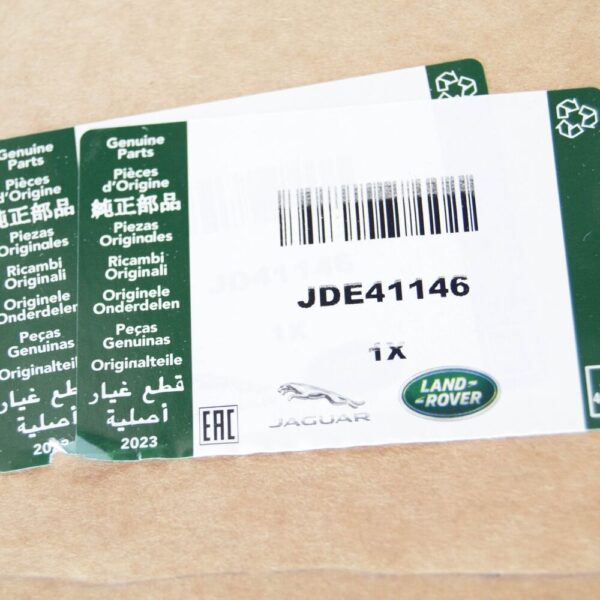 Genuine
Parts
Pièces
d'Origine
純正部品
Piezas
Originales
Ricambi
Originali
Originele
Onderdelen
Peças
Genuinas
Originalteile
قطع غيار
أصلية
2023
JDE41146
1X
EAC
JAGUAR
LAND-
-ROVER
Genuine
Parts
Pièces
d'Origine
純正部品
Piezas
Originales
Ricambi
Originali
Originele
Onderdelen
Peças
Genuinas
Originalteile
قطع غيار
أصلية